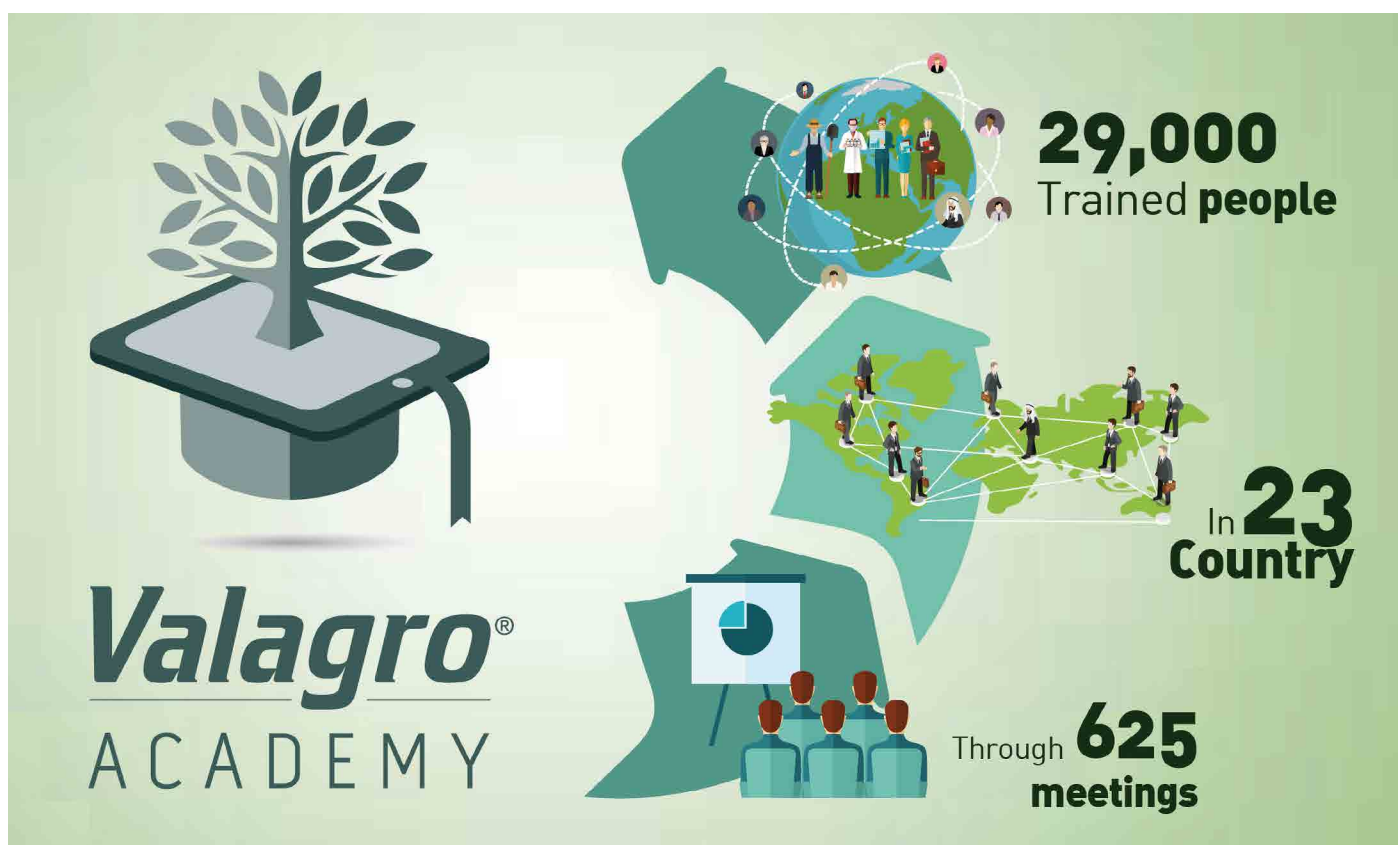 Valagro®
ACADEMY
29,000
Trained people
In 23
Country
Through 625
meetings